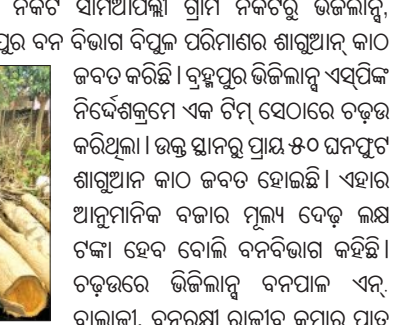 ନିକଟ ସାମଆପଲ୍ଲୀ ଗ୍ରାମ ନିକଟରୁ ଭିଜିଲାନ୍ସ,
ପୁର ବନ ବିଭାଗ ବିପୁଳ ପରିମାଣର ଶାଗୁଆନ୍ କାଠ
ଜବତ କରିଛି । ବ୍ରହ୍ମପୁର ଭିଜିଲାନ୍ସ ଏସ୍‌ପିଙ୍କ
ନିର୍ଦ୍ଦେଶକ୍ରମେ ଏକ ଟିମ୍ ସେଠାରେ ଚଢ଼ଉ
କରିଥିଲା । ଉକ୍ତ ସ୍ଥାନରୁ ପ୍ରାୟ ୫୦ ଘନଫୁଟ
ଶାଗୁଆନ କାଠ ଜବତ ହୋଇଛି । ଏହାର
ଆନୁମାନିକ ବଜାର ମୂଲ୍ୟ ଦେଢ଼ ଲକ୍ଷ
ଟଙ୍କା ହେବ ବୋଲି ବନବିଭାଗ କହିଛି ।
ଚଢ଼ଉରେ ଭିଜିଲାନ୍ସ ବନପାଳ ଏନ୍.
ବାଲାଜୀ, ବନରକ୍ଷୀ ରାଜୀବ କୁମାର ପାତ୍ର